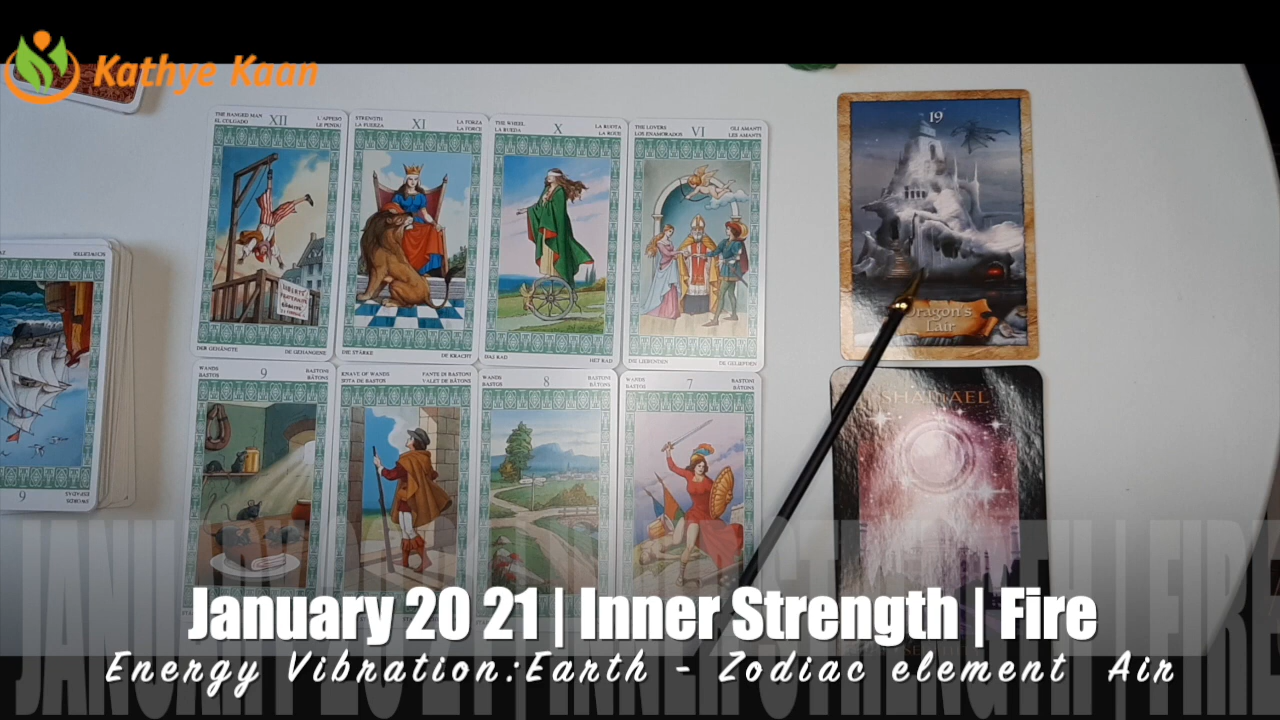 Kathye Kaan
THE HANGED MAN
EL COLGADO
XII
L'APPESO
LE PENDU
STRENGTH
LA FUERZA
XI
LA FORZA
LA FORCE
THE WHEEL
LA RUEDA
X
LA RUOTA
LA ROUE
THE LOVERS
LOS ENAMORADOS
VI
GLI AMANTI
LES AMANTS
19
Dragon's
Lair
DER GEHÄNGTE
DE GEHANGENE
DIE STÄRKE
DE KRACHT
DAS RAD
HET RAD
DIE LIEBENDEN
DE GELIEFDEN
WANDS
BASTOS
9
BASTONI
BÂTONS
KNAVE OF WANDS
SOTA DE BASTOS
FANTE DI BASTONI
VALET DE BÂTONS
WANDS
BASTOS
8
BASTONI
BÂTONS
WANDS
BASTOS
7
BASTONI
BÂTONS
SWORDS
ESPADAS
9
January 20 21 | Inner Strength | Fire
Energy Vibration:Earth - Zodiac element Air